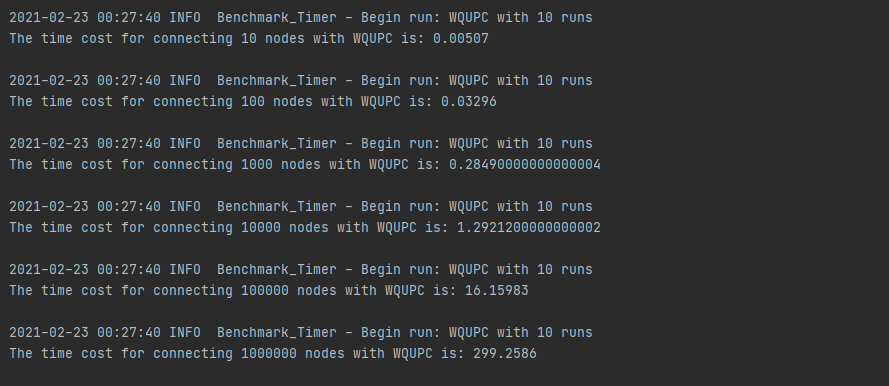 2021-02-23 00:27:40 INFO  Benchmark_Timer - Begin run: WQUPC with 10 runs
The time cost for connecting 10 nodes with WQUPC is: 0.00507
2021-02-23 00:27:40 INFO  Benchmark_Timer - Begin run: WQUPC with 10 runs
The time cost for connecting 100 nodes with WQUPC is: 0.03296
2021-02-23 00:27:40 INFO  Benchmark_Timer - Begin run: WQUPC with 10 runs
The time cost for connecting 1000 nodes with WQUPC is: 0.28490000000000004
2021-02-23 00:27:40 INFO  Benchmark_Timer - Begin run: WQUPC with 10 runs
The time cost for connecting 10000 nodes with WQUPC is: 1.2921200000000002
2021-02-23 00:27:40 INFO  Benchmark_Timer - Begin run: WQUPC with 10 runs
The time cost for connecting 100000 nodes with WQUPC is: 16.15983
2021-02-23 00:27:40 INFO  Benchmark_Timer - Begin run: WQUPC with 10 runs
The time cost for connecting 1000000 nodes with WQUPC is: 299.2586